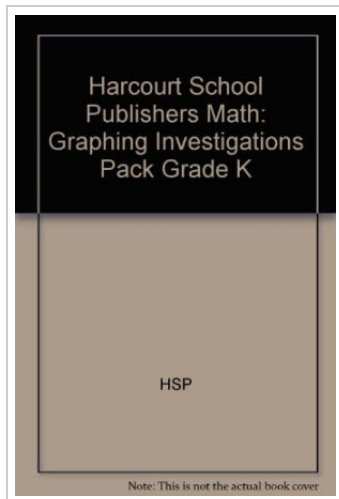 Harcourt School
Publishers Math:
Graphing Investigations
Pack Grade K
HSP
Note: This is not the actual book cover